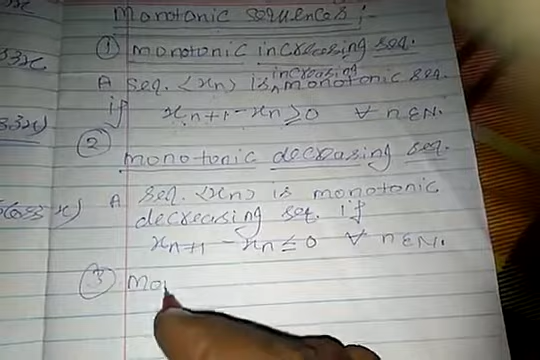 monotonic sequences :-
① monotonic increasing seq.
A seq. <xn> is increasing monotonic seq.
if xn+1 - xn ≥ 0 ∀ n ∈ N.
②
monotonic decreasing seq.
A seq. <xn> is monotonic
decreasing seq. if
xn+1 - xn ≤ 0 ∀ n ∈ N.
③ mo